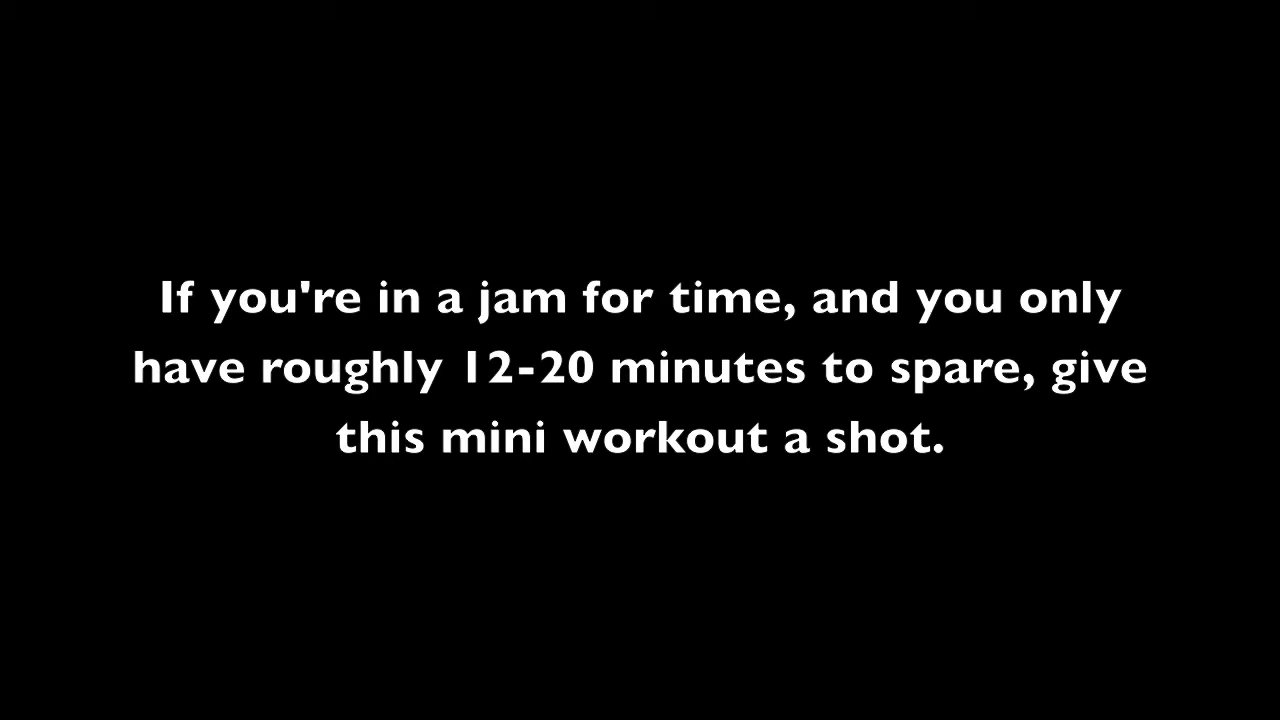 If you're in a jam for time, and you only
have roughly 12-20 minutes to spare, give
this mini workout a shot.